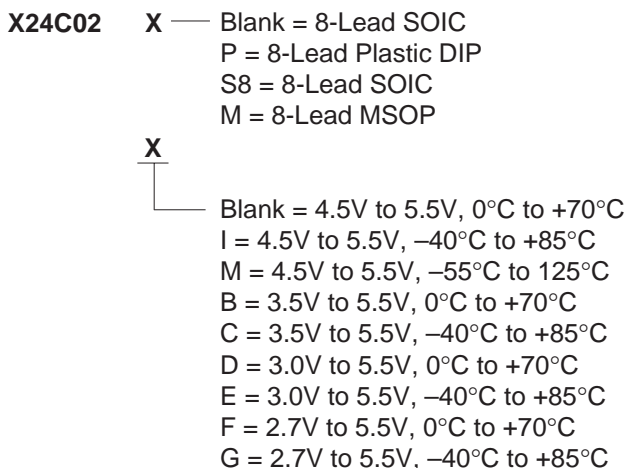 X24C02 X Blank = 8-Lead SOIC
P = 8-Lead Plastic DIP
S8 = 8-Lead SOIC
M = 8-Lead MSOP
X
Blank = 4.5V to 5.5V, 0°C to +70°C
I = 4.5V to 5.5V, –40°C to +85°C
M = 4.5V to 5.5V, –55°C to 125°C
B = 3.5V to 5.5V, 0°C to +70°C
C = 3.5V to 5.5V, –40°C to +85°C
D = 3.0V to 5.5V, 0°C to +70°C
E = 3.0V to 5.5V, –40°C to +85°C
F = 2.7V to 5.5V, 0°C to +70°C
G = 2.7V to 5.5V, –40°C to +85°C